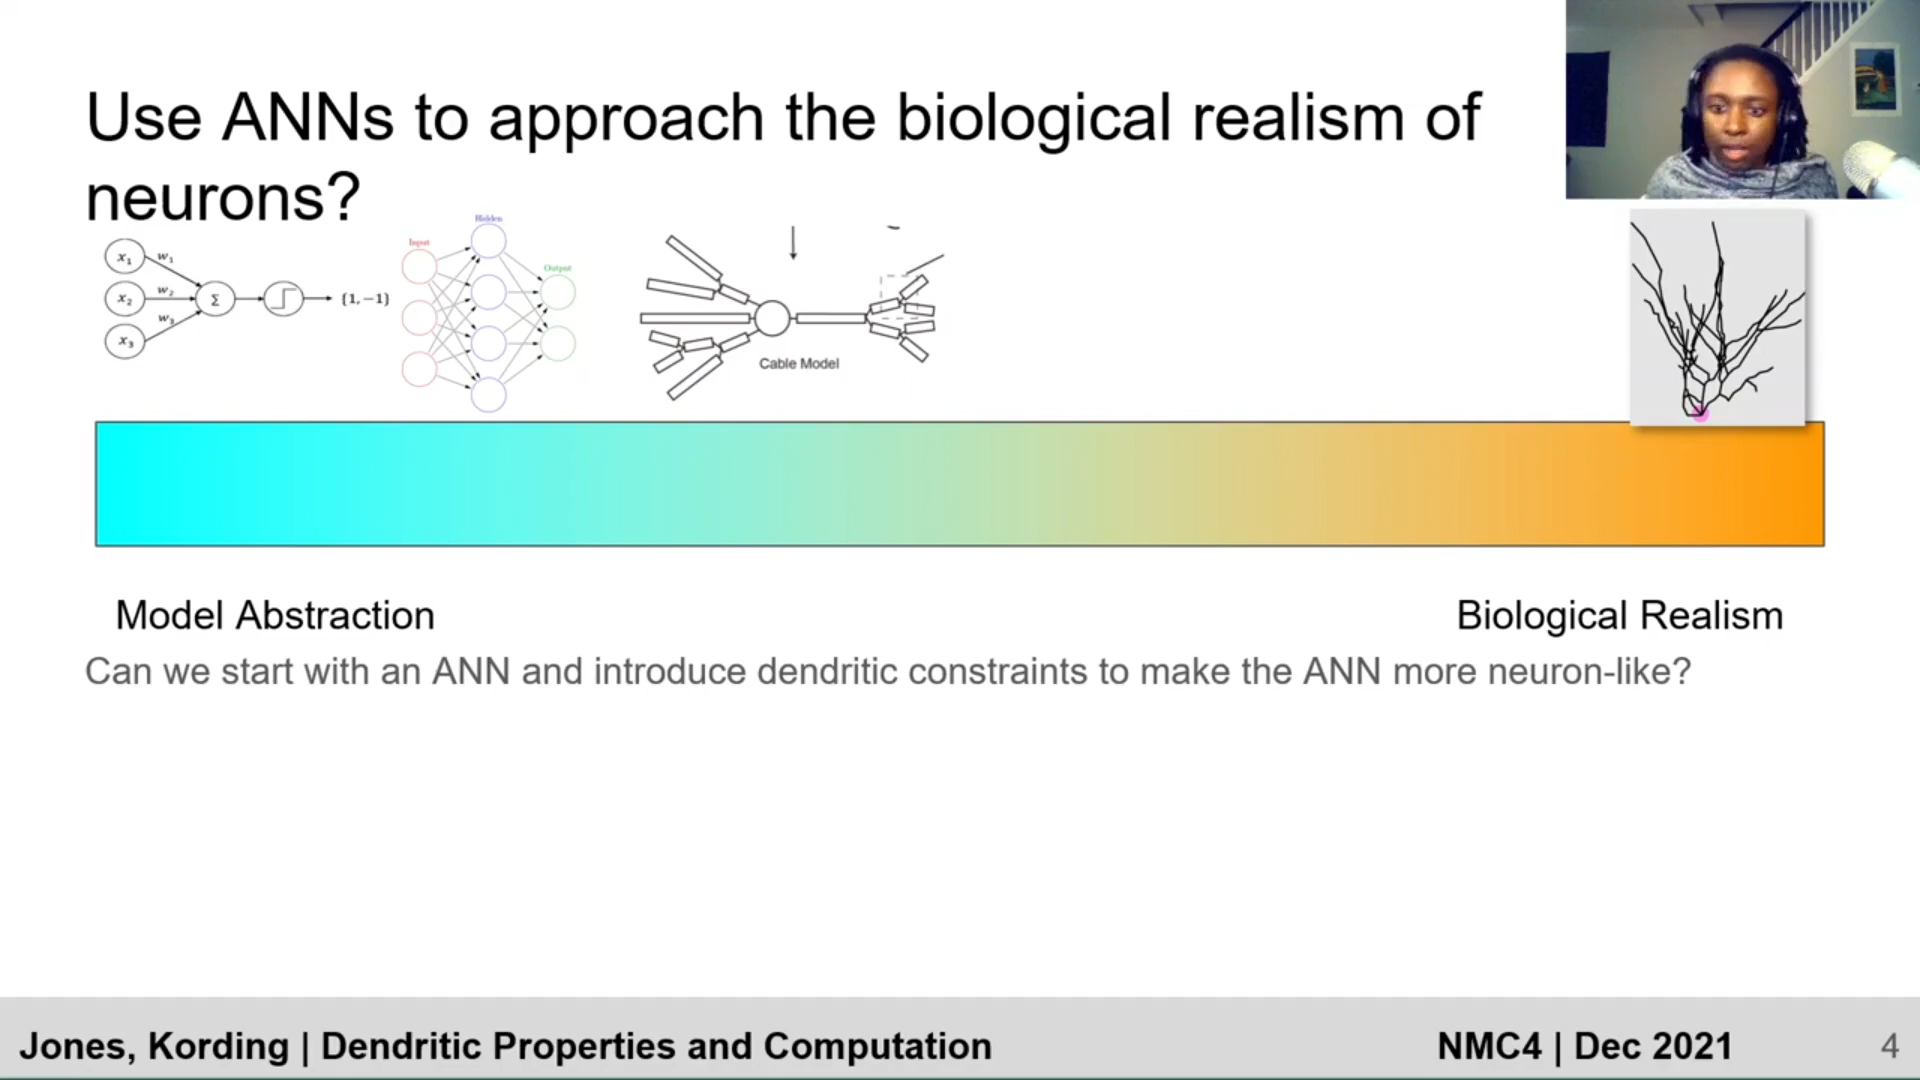 Use ANNs to approach the biological realism of
neurons?
x₁ w₁
x₂ w₂ Σ {1,−1}
x₃ w₃
Input
Hidden
Output
Cable Model
Model Abstraction
Biological Realism
Can we start with an ANN and introduce dendritic constraints to make the ANN more neuron-like?
Jones, Kording | Dendritic Properties and Computation
NMC4 | Dec 2021
4